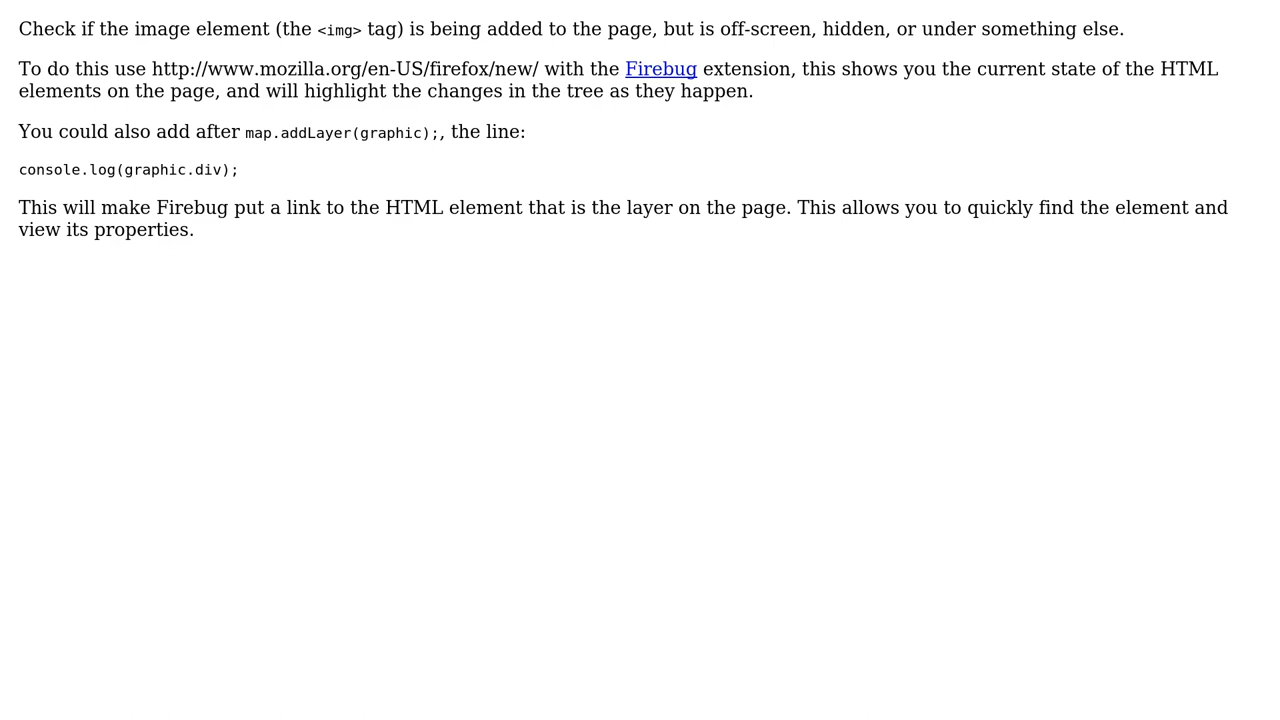 Check if the image element (the <img> tag) is being added to the page, but is off-screen, hidden, or under something else.
To do this use http://www.mozilla.org/en-US/firefox/new/ with the Firebug extension, this shows you the current state of the HTML
elements on the page, and will highlight the changes in the tree as they happen.
You could also add after map.addLayer(graphic);, the line:
console.log(graphic.div);
This will make Firebug put a link to the HTML element that is the layer on the page. This allows you to quickly find the element and
view its properties.